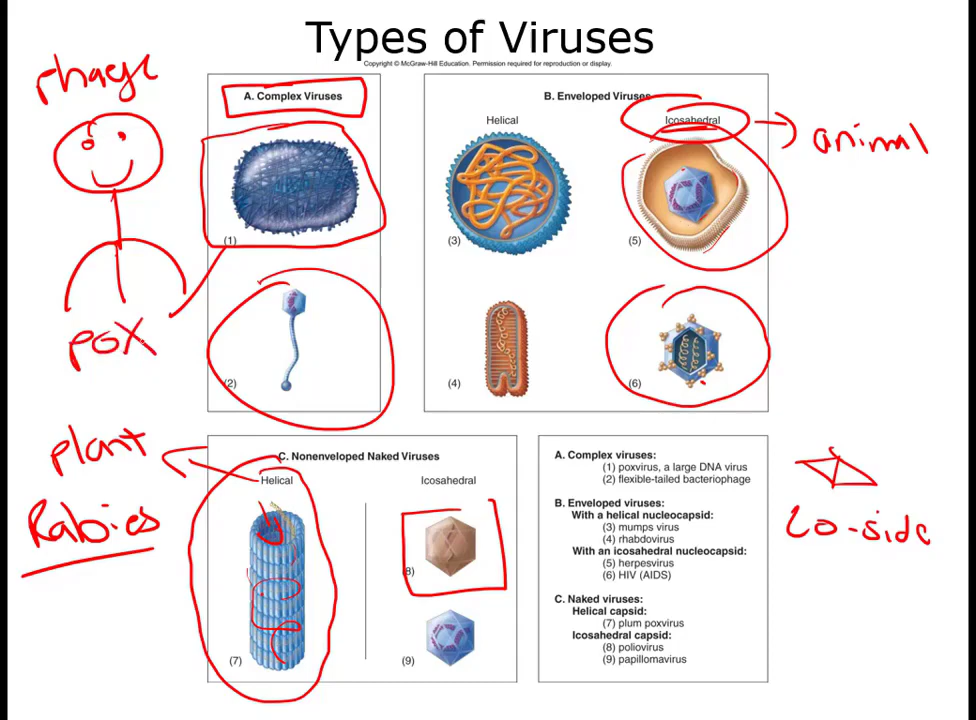 Types of Viruses
Copyright © McGraw-Hill Education. Permission required for reproduction or display.
phage
A. Complex Viruses
(1)
(2)
pox
B. Enveloped Viruses
Helical
Icosahedral
animal
(3)
(5)
(4)
(6)
plant
Rabies
C. Nonenveloped Naked Viruses
Helical
Icosahedral
(8)
(7)
(9)
A. Complex viruses:
(1) poxvirus, a large DNA virus
(2) flexible-tailed bacteriophage
B. Enveloped viruses:
With a helical nucleocapsid:
(3) mumps virus
(4) rhabdovirus
With an icosahedral nucleocapsid:
(5) herpesvirus
(6) HIV (AIDS)
C. Naked viruses:
Helical capsid:
(7) plum poxvirus
Icosahedral capsid:
(8) poliovirus
(9) papillomavirus
20-side